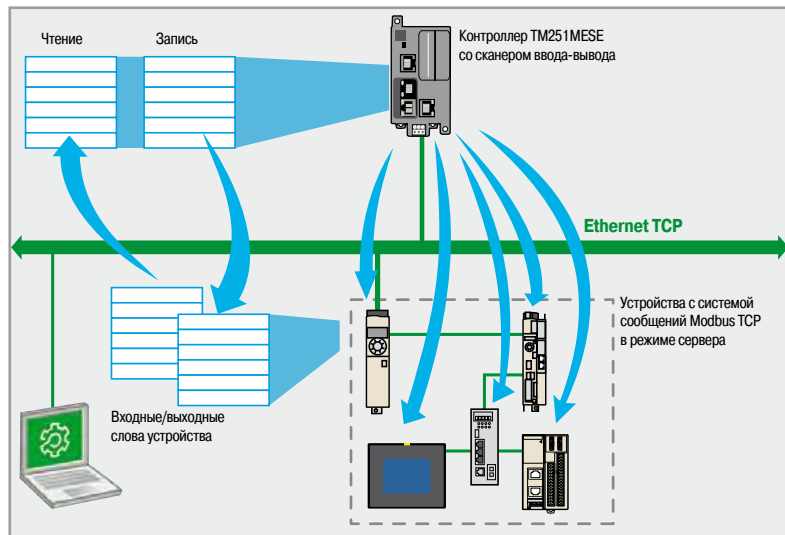 Чтение
Запись
Контроллер TM251MESE
со сканером ввода-вывода
Ethernet TCP
Устройства с системой
сообщений Modbus TCP
в режиме сервера
Входные/выходные
слова устройства